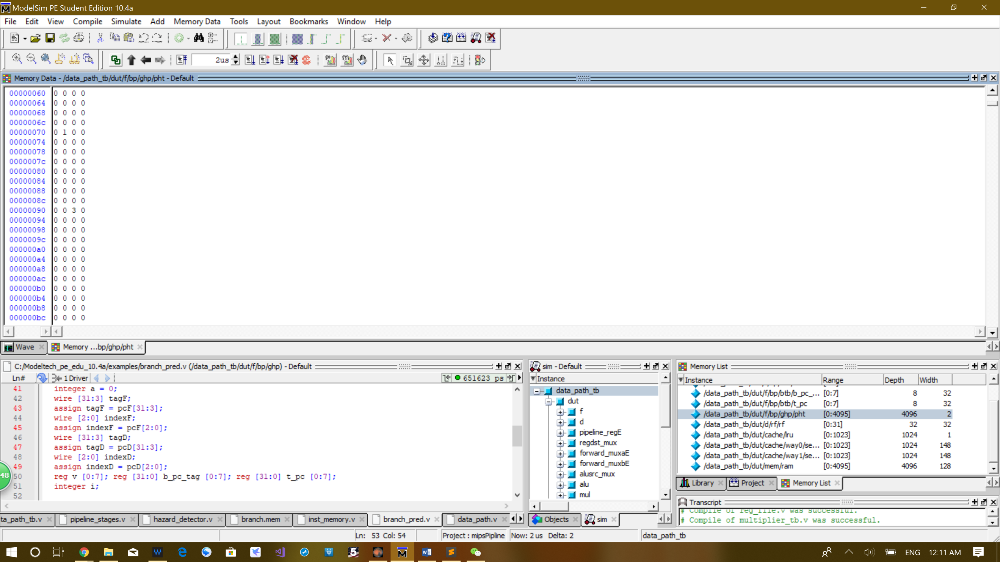 ModelSim PE Student Edition 10.4a
File Edit View Compile Simulate Add Memory Data Tools Layout Bookmarks Window Help
2us
Memory Data - /data_path_tb/dut/f/bp/ghp/pht - Default
00000060 0 0 0 0
00000064 0 0 0 0
00000068 0 0 0 0
0000006c 0 0 0 0
00000070 0 1 0 0
00000074 0 0 0 0
00000078 0 0 0 0
0000007c 0 0 0 0
00000080 0 0 0 0
00000084 0 0 0 0
00000088 0 0 0 0
0000008c 0 0 0 0
00000090 0 0 3 0
00000094 0 0 0 0
00000098 0 0 0 0
0000009c 0 0 0 0
000000a0 0 0 0 0
000000a4 0 0 0 0
000000a8 0 0 0 0
000000ac 0 0 0 0
000000b0 0 0 0 0
000000b4 0 0 0 0
000000b8 0 0 0 0
000000bc 0 0 0 0
Wave Memory ...bp/ghp/pht
C:/Modeltech_pe_edu_10.4a/examples/branch_pred.v (/data_path_tb/dut/f/bp/ghp) - Default
Ln# 1 Driver 651623 ps
41 integer a = 0;
42 wire [31:3] tagF;
43 assign tagF = pcF[31:3];
44 wire [2:0] indexF;
45 assign indexF = pcF[2:0];
46 wire [31:3] tagD;
47 assign tagD = pcD[31:3];
48 wire [2:0] indexD;
49 assign indexD = pcD[2:0];
50 reg v [0:7]; reg [31:0] b_pc_tag [0:7]; reg [31:0] t_pc [0:7];
51 integer i;
52
48
ta_path_tb.v pipeline_stages.v hazard_detector.v branch.mem inst_memory.v branch_pred.v data_path.v
sim - Default
Instance
data_path_tb
dut
f
d
pipeline_regE
regdst_mux
forward_muxaE
forward_muxbE
alusrc_mux
alu
mul
Objects sim
Memory List
Instance Range Depth Width
/data_path_tb/dut/f/bp/btb/b_pc_... [0:7] 8 32
/data_path_tb/dut/f/bp/btb/t_pc [0:7] 8 32
/data_path_tb/dut/f/bp/ghp/pht [0:4095] 4096 2
/data_path_tb/dut/d/rf/rf [0:31] 32 32
/data_path_tb/dut/cache/lru [0:1023] 1024 1
/data_path_tb/dut/cache/way0/se... [0:1023] 1024 148
/data_path_tb/dut/cache/way1/se... [0:1023] 1024 148
/data_path_tb/dut/mem/ram [0:4095] 4096 128
Library Project Memory List
Transcript
# Compile of reg_file.v was successful.
# Compile of multiplier_tb.v was successful.
Ln: 53 Col: 54 Project : mipsPipline Now: 2 us Delta: 2 data_path_tb
ENG 12:11 AM